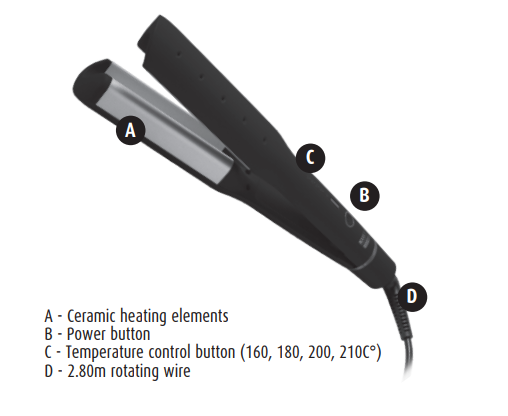 A
C
B
D
A - Ceramic heating elements
B - Power button
C - Temperature control button (160, 180, 200, 210C°)
D - 2.80m rotating wire